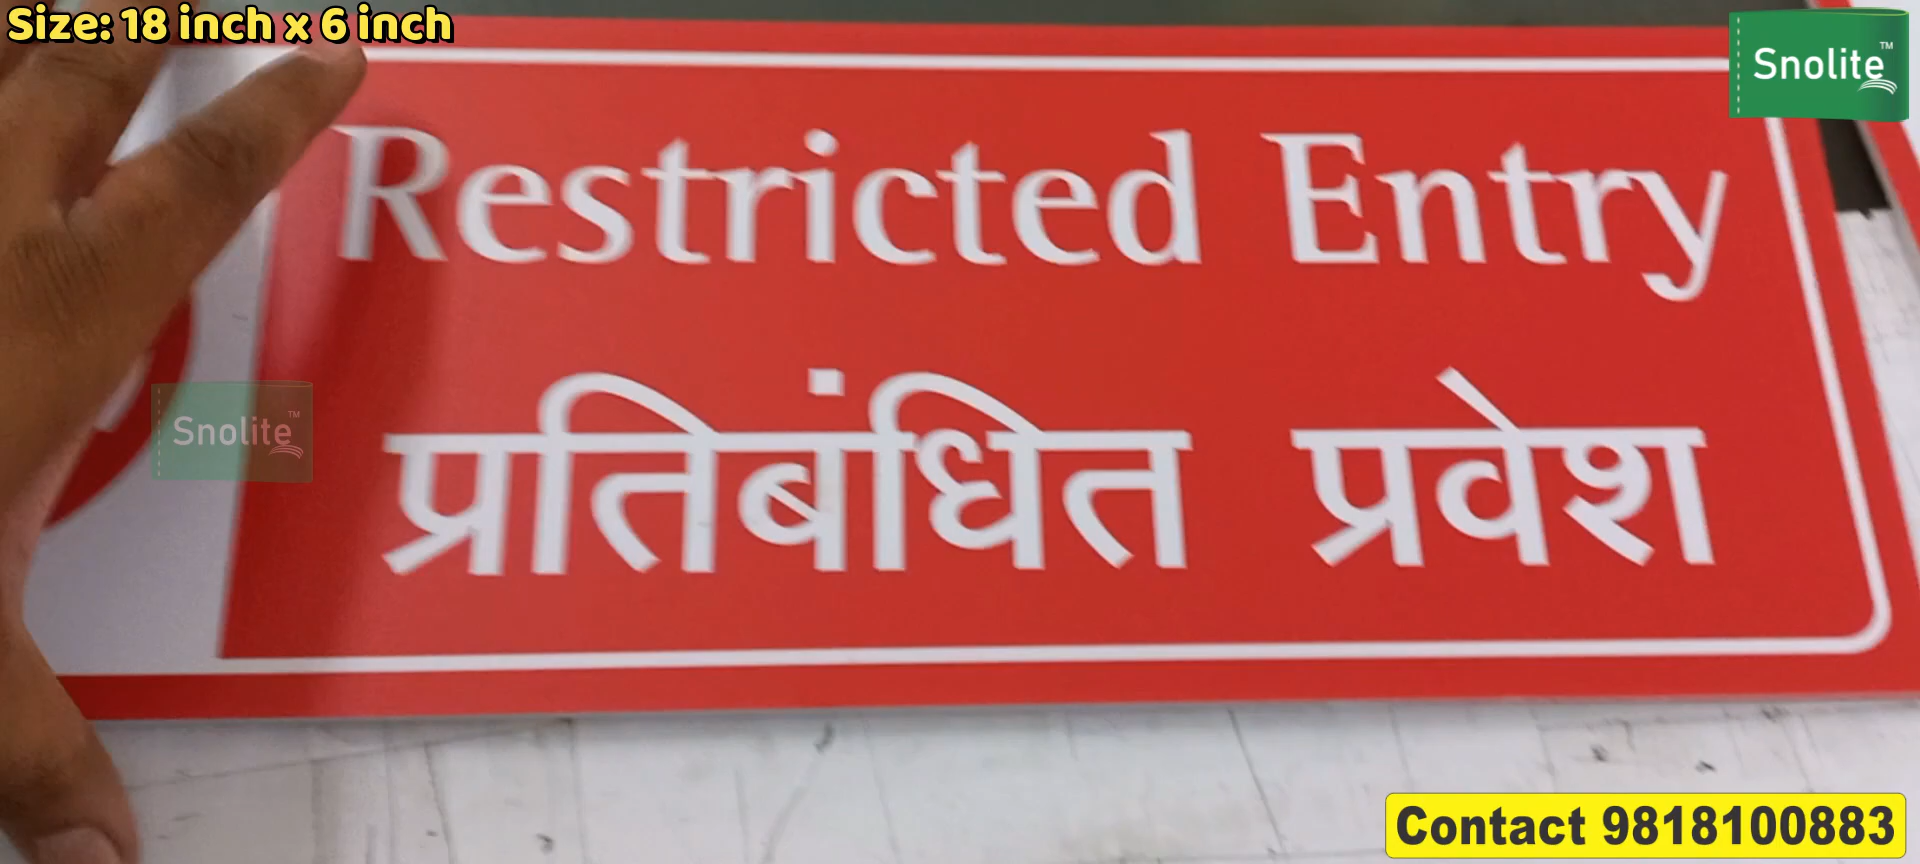 Size: 18 inch x 6 inch
Snolite™
Restricted Entry
प्रतिबंधित प्रवेश
Snolite™
Contact 9818100883